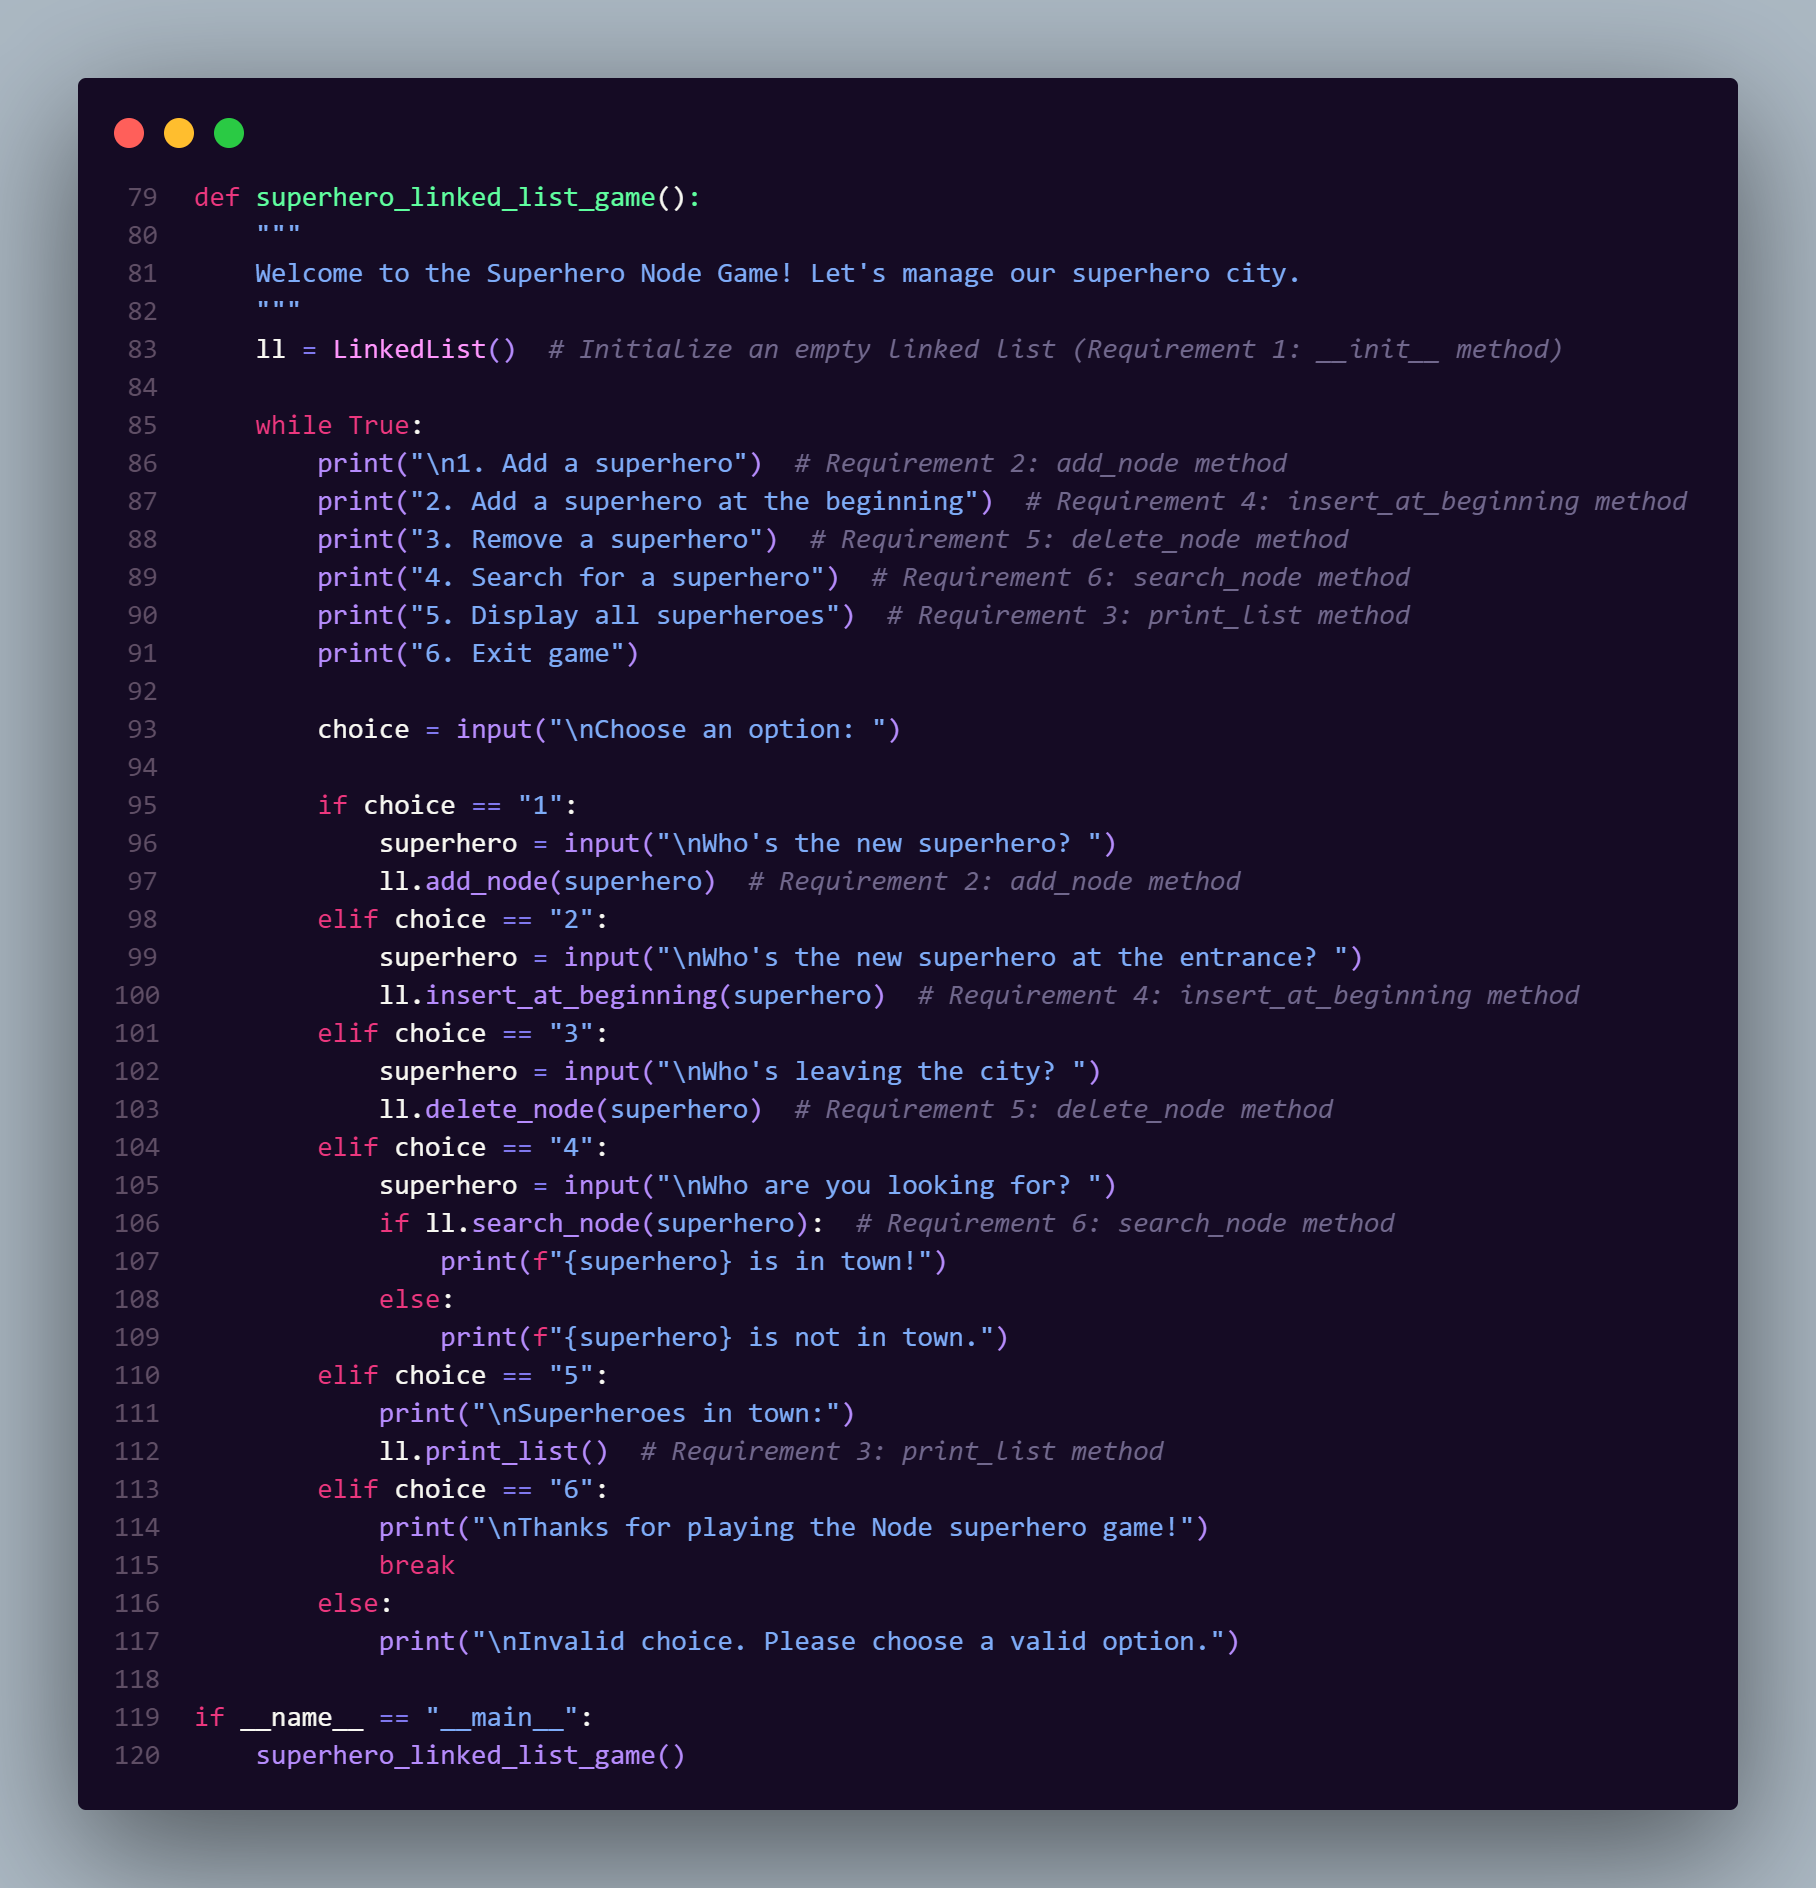 79 def superhero_linked_list_game():
80     """
81     Welcome to the Superhero Node Game! Let's manage our superhero city.
82     """
83     ll = LinkedList()  # Initialize an empty linked list (Requirement 1: __init__ method)
84
85     while True:
86         print("\n1. Add a superhero")  # Requirement 2: add_node method
87         print("2. Add a superhero at the beginning")  # Requirement 4: insert_at_beginning method
88         print("3. Remove a superhero")  # Requirement 5: delete_node method
89         print("4. Search for a superhero")  # Requirement 6: search_node method
90         print("5. Display all superheroes")  # Requirement 3: print_list method
91         print("6. Exit game")
92
93         choice = input("\nChoose an option: ")
94
95         if choice == "1":
96             superhero = input("\nWho's the new superhero? ")
97             ll.add_node(superhero)  # Requirement 2: add_node method
98         elif choice == "2":
99             superhero = input("\nWho's the new superhero at the entrance? ")
100             ll.insert_at_beginning(superhero)  # Requirement 4: insert_at_beginning method
101         elif choice == "3":
102             superhero = input("\nWho's leaving the city? ")
103             ll.delete_node(superhero)  # Requirement 5: delete_node method
104         elif choice == "4":
105             superhero = input("\nWho are you looking for? ")
106             if ll.search_node(superhero):  # Requirement 6: search_node method
107                 print(f"{superhero} is in town!")
108             else:
109                 print(f"{superhero} is not in town.")
110         elif choice == "5":
111             print("\nSuperheroes in town:")
112             ll.print_list()  # Requirement 3: print_list method
113         elif choice == "6":
114             print("\nThanks for playing the Node superhero game!")
115             break
116         else:
117             print("\nInvalid choice. Please choose a valid option.")
118
119 if __name__ == "__main__":
120     superhero_linked_list_game()